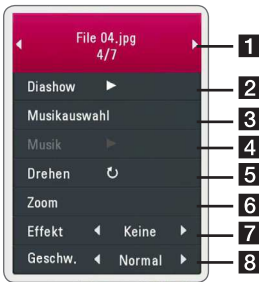 File 04.jpg
4/7
1
Diashow
2
Musikauswahl
3
Musik
4
Drehen
5
Zoom
6
Effekt Keine
7
Geschw. Normal
8